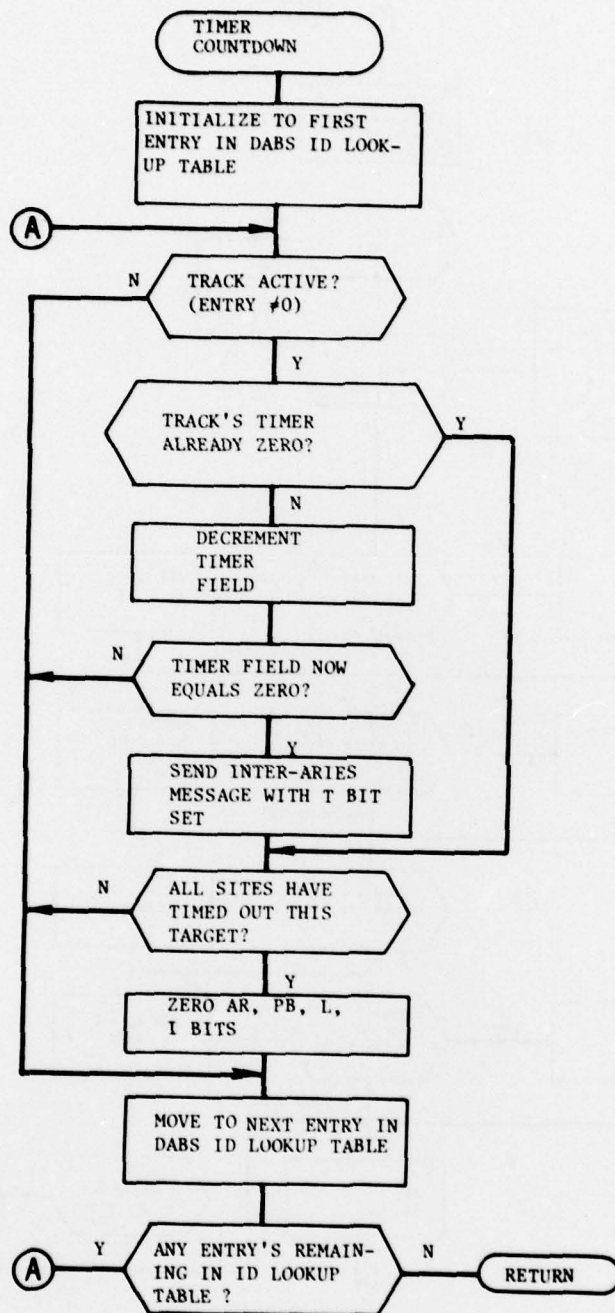 TIMER
COUNTDOWN
INITIALIZE TO FIRST
ENTRY IN DABS ID LOOK-
UP TABLE
A
N
TRACK ACTIVE?
(ENTRY ≠0)
Y
TRACK'S TIMER
ALREADY ZERO?
Y
N
DECREMENT
TIMER
FIELD
N
TIMER FIELD NOW
EQUALS ZERO?
Y
SEND INTER-ARIES
MESSAGE WITH T BIT
SET
N
ALL SITES HAVE
TIMED OUT THIS
TARGET?
Y
ZERO AR, PB, L,
I BITS
MOVE TO NEXT ENTRY IN
DABS ID LOOKUP TABLE
A
Y
ANY ENTRY'S REMAIN-
ING IN ID LOOKUP
TABLE ?
N
RETURN